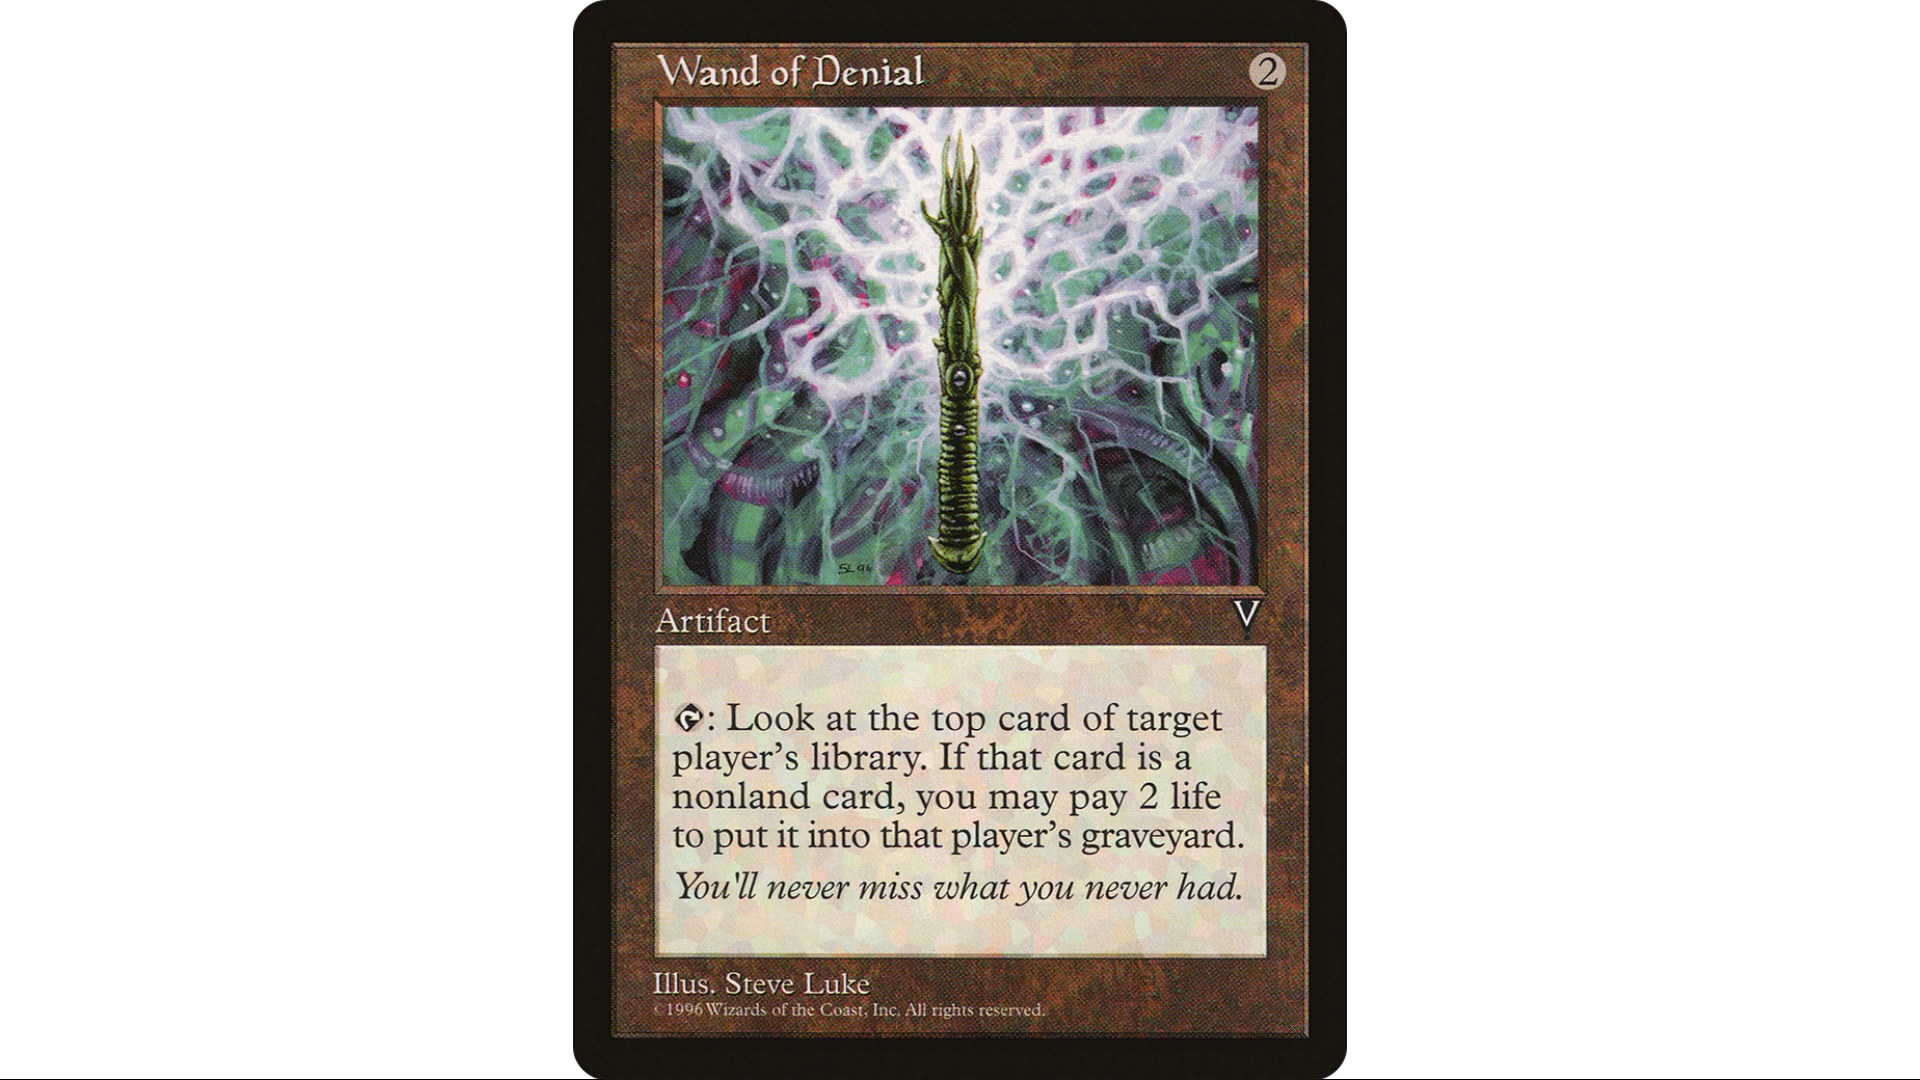 Wand of Denial
2
SL 96
Artifact
V
: Look at the top card of target
player's library. If that card is a
nonland card, you may pay 2 life
to put it into that player's graveyard.
You'll never miss what you never had.
Illus. Steve Luke
©1996 Wizards of the Coast, Inc. All rights reserved.